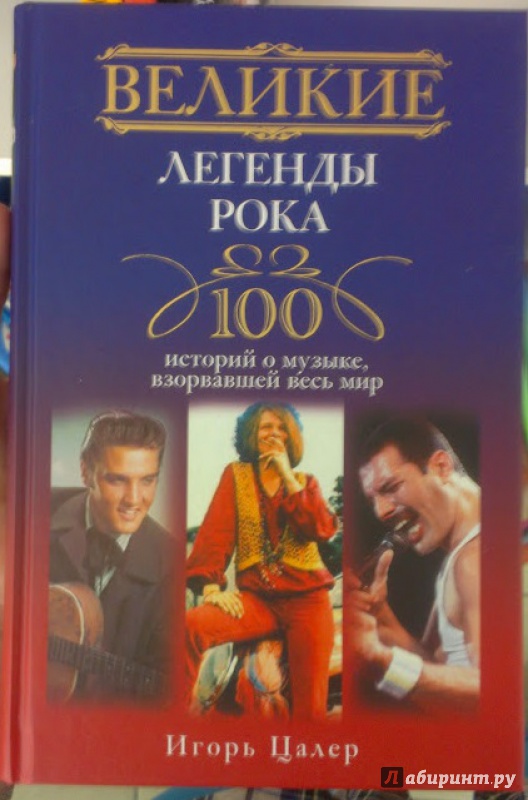 ВЕЛИКИЕ
ЛЕГЕНДЫ
РОКА
100
историй о музыке,
взорвавшей весь мир
Игорь Цалер
Лабиринт.ру